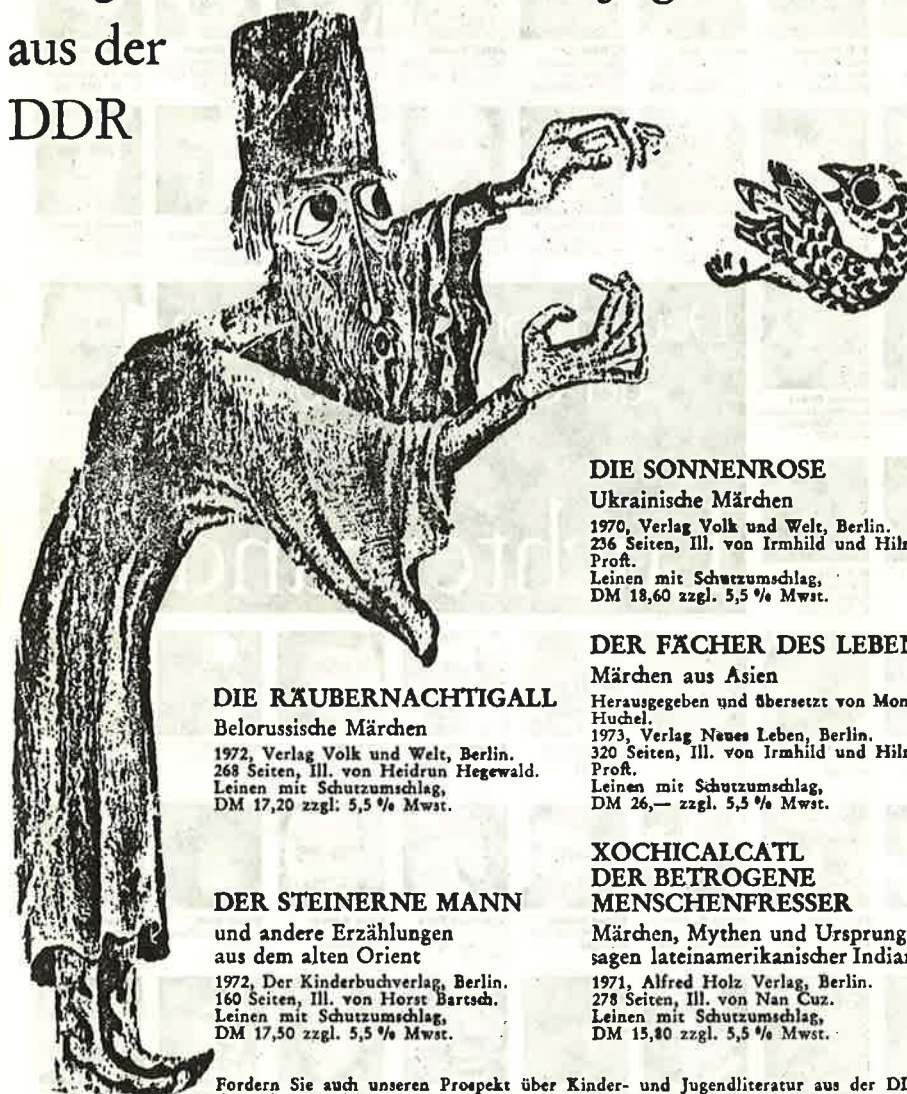 aus der
DDR
DIE SONNENROSE
Ukrainische Märchen
1970, Verlag Volk und Welt, Berlin.
236 Seiten, Ill. von Irmhild und
Proft.
Leinen mit Schutzumschlag,
DM 18,60 zzgl. 5,5 % Mwst.
DER FÄCHER DES
Märchen aus Asien
Herausgegeben und übersetzt von
Huchel.
1973, Verlag Neues Leben, Berlin.
320 Seiten, Ill. von Irmhild und
Proft.
Leinen mit Schutzumschlag,
DM 26,— zzgl. 5,5 % Mwst.
DIE RÄUBERNACHTIGALL
Belorussische Märchen
1972, Verlag Volk und Welt, Berlin.
268 Seiten, Ill. von Heidrun Hegewald.
Leinen mit Schutzumschlag,
DM 17,20 zzgl. 5,5 % Mwst.
DER STEINERNE MANN
und andere Erzählungen
aus dem alten Orient
1972, Der Kinderbuchverlag, Berlin.
160 Seiten, Ill. von Horst Bartsch.
Leinen mit Schutzumschlag,
DM 17,50 zzgl. 5,5 % Mwst.
XOCHICALCATL
DER BETROGENE
MENSCHENFRESSER
Märchen, Mythen und
sagen lateinamerikanischer
1971, Alfred Holz Verlag, Berlin.
278 Seiten, Ill. von Nan Cuz.
Leinen mit Schutzumschlag,
DM 15,80 zzgl. 5,5 % Mwst.
Fordern Sie auch unseren Prospekt über Kinder- und Jugendliteratur aus der